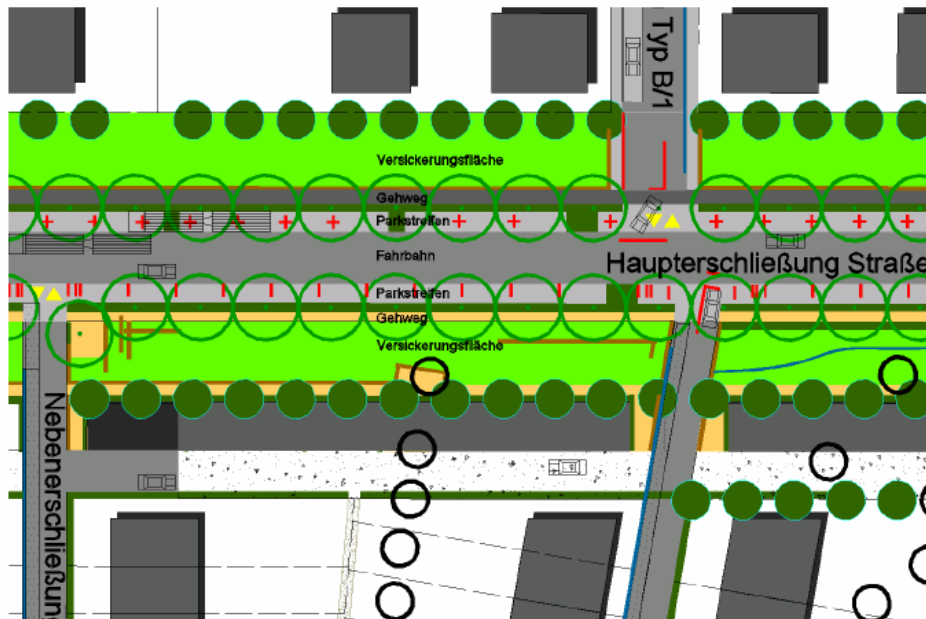 Typ B/1
Versickerungsfläche
Gehweg
Parkstreifen
Fahrbahn
Haupterschließung Straße
Parkstreifen
Gehweg
Versickerungsfläche
Nebenerschließung